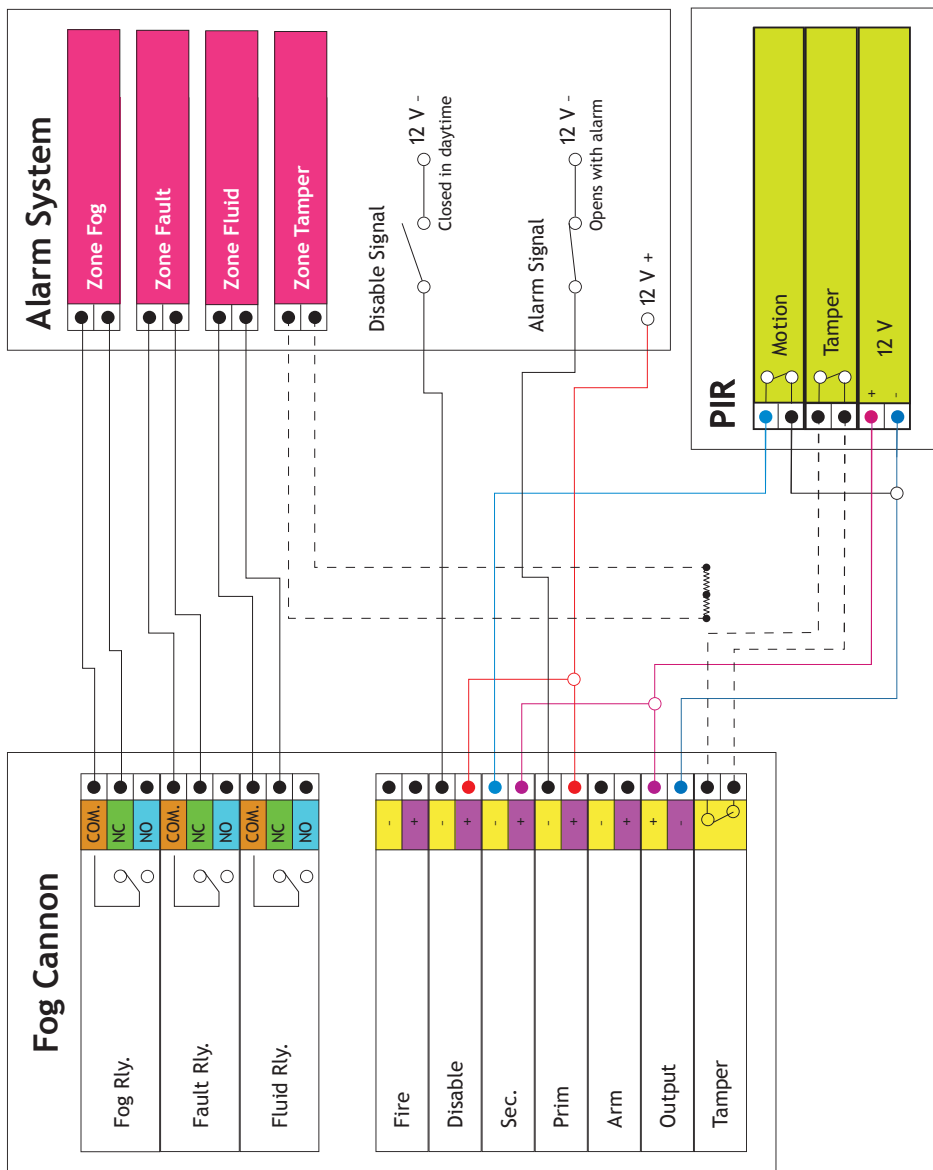 Alarm System
Zone Fog
Zone Fault
Zone Fluid
Zone Tamper
Disable Signal
12 V -
Closed in daytime
Alarm Signal
12 V -
Opens with alarm
12 V +
PIR
Motion
Tamper
12 V
+
-
Fog Cannon
COM.
NC
NO
Fog Rly.
COM.
NC
NO
Fault Rly.
COM.
NC
NO
Fluid Rly.
-
+
Fire
-
+
Disable
-
+
Sec.
-
+
Prim
-
+
Arm
+
-
Output
Tamper